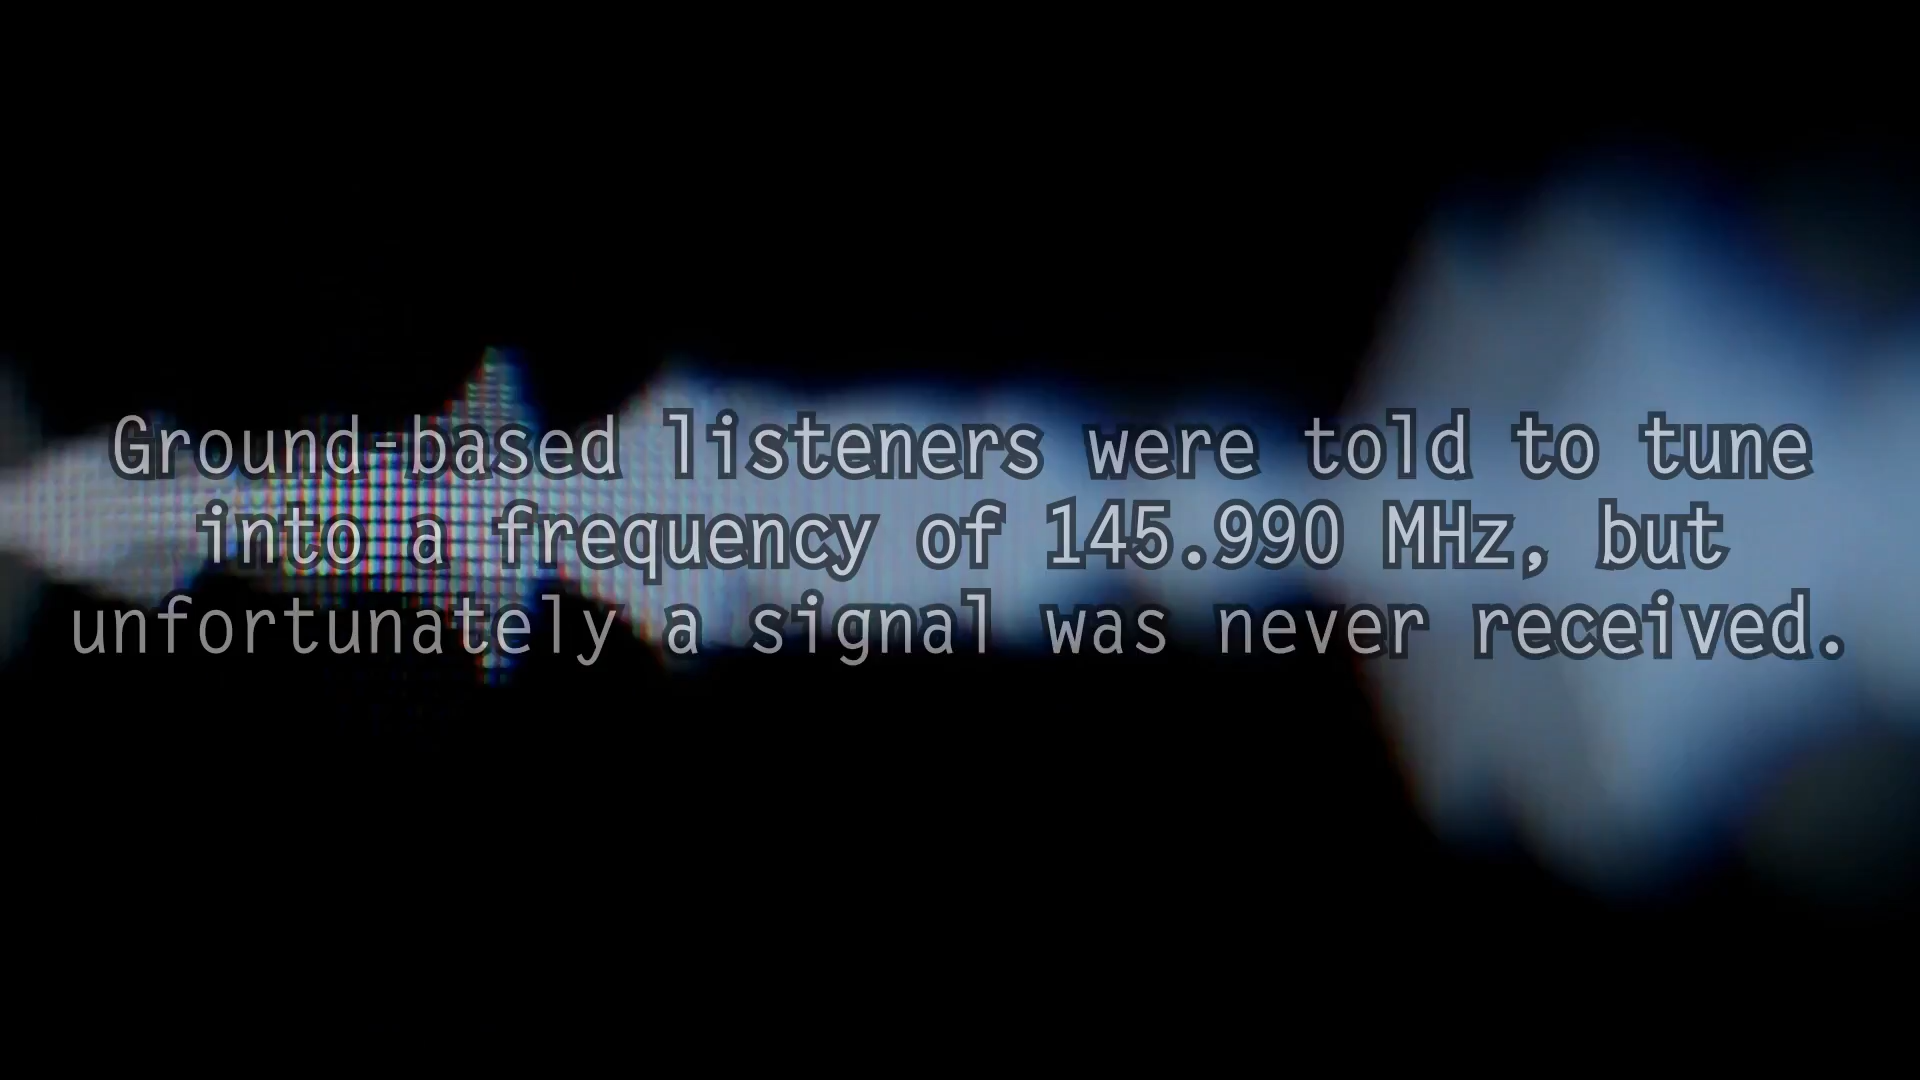 Ground-based listeners were told to tune
into a frequency of 145.990 MHz, but
unfortunately a signal was never received.